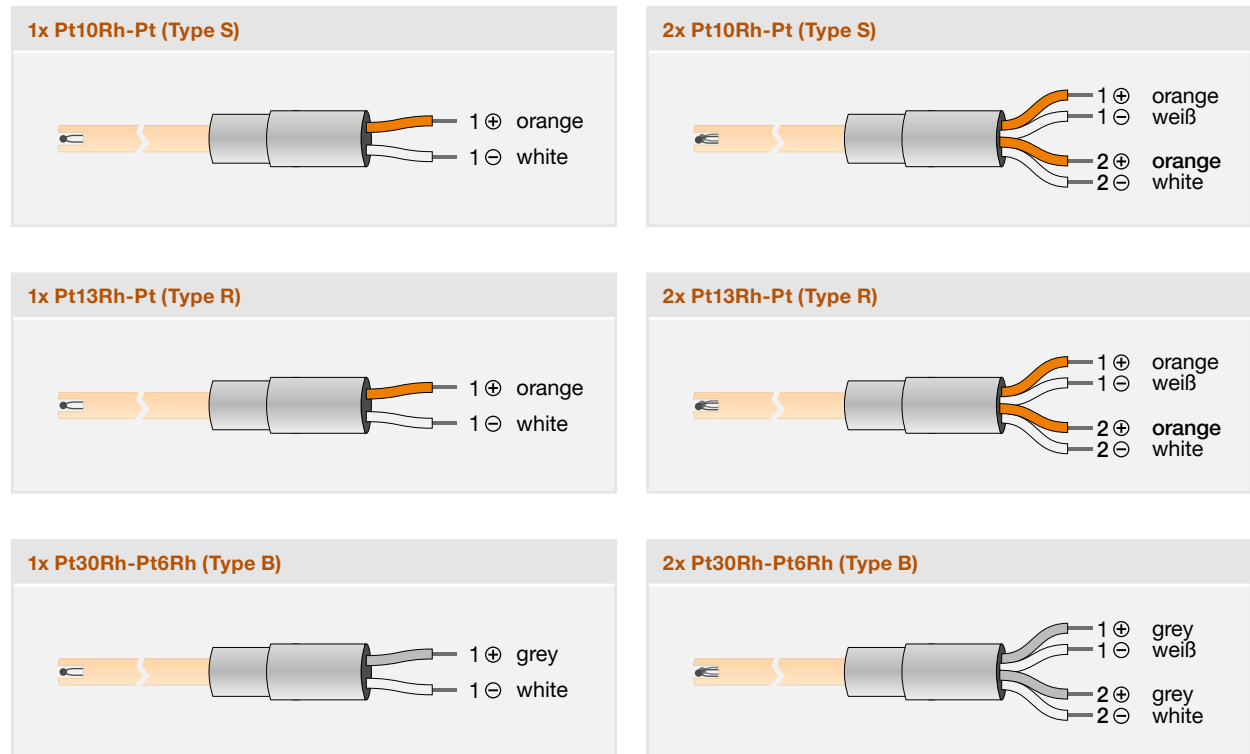 1x Pt10Rh-Pt (Type S)
1 ⊕ orange
1 ⊖ white
2x Pt10Rh-Pt (Type S)
1 ⊕ orange
1 ⊖ weiß
2 ⊕ orange
2 ⊖ white
1x Pt13Rh-Pt (Type R)
1 ⊕ orange
1 ⊖ white
2x Pt13Rh-Pt (Type R)
1 ⊕ orange
1 ⊖ weiß
2 ⊕ orange
2 ⊖ white
1x Pt30Rh-Pt6Rh (Type B)
1 ⊕ grey
1 ⊖ white
2x Pt30Rh-Pt6Rh (Type B)
1 ⊕ grey
1 ⊖ weiß
2 ⊕ grey
2 ⊖ white